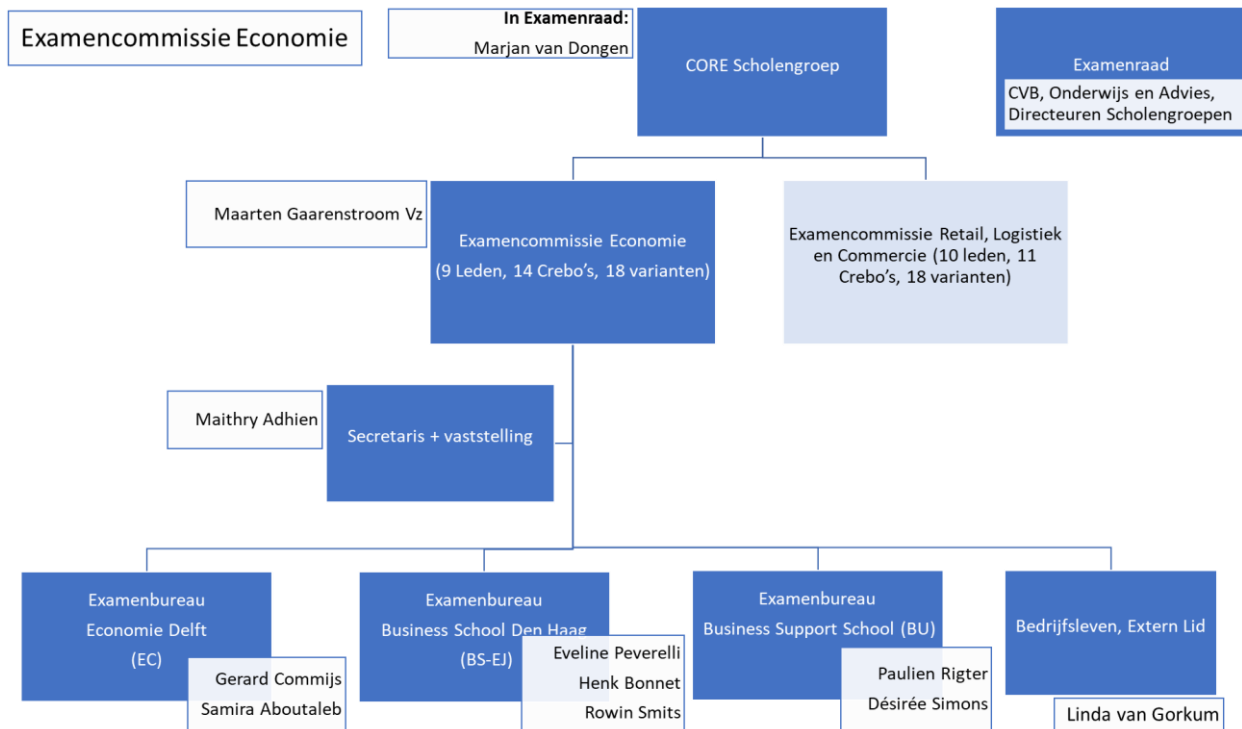 Examencommissie Economie
In Examenraad:
Marjan van Dongen
CORE Scholengroep
Examenraad
CVB, Onderwijs en Advies,
Directeuren Scholengroepen
Maarten Gaarenstroom Vz
Examencommissie Economie
(9 Leden, 14 Crebo’s, 18 varianten)
Examencommissie Retail, Logistiek
en Commercie (10 leden, 11
Crebo’s, 18 varianten)
Maithry Adhien
Secretaris + vaststelling
Examenbureau
Economie Delft
(EC)
Gerard Commijs
Samira Aboutaleb
Examenbureau
Business School Den Haag
(BS-EJ)
Eveline Peverelli
Henk Bonnet
Rowin Smits
Examenbureau
Business Support School (BU)
Paulien Rigter
Désirée Simons
Bedrijfsleven, Extern Lid
Linda van Gorkum